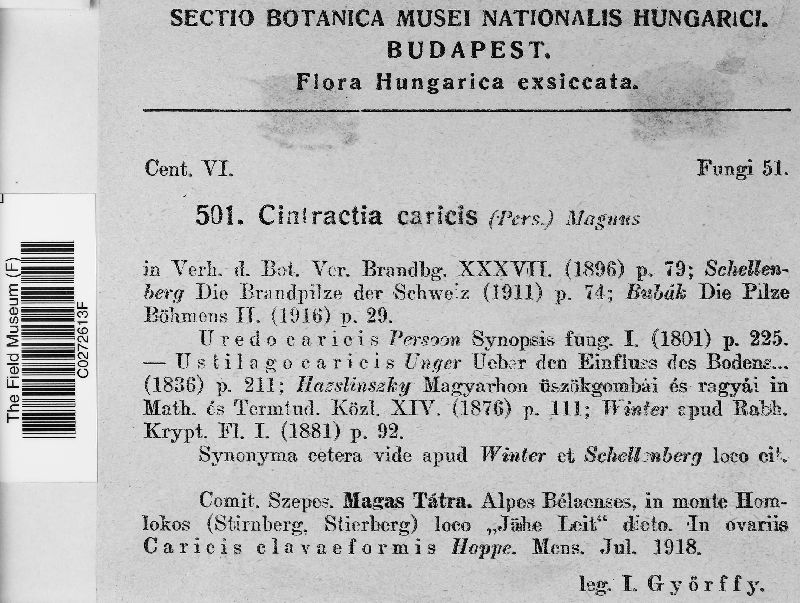 SECTIO BOTANICA MUSEI NATIONALIS HUNGARICI.
BUDAPEST.
Flora Hungarica exsiccata.
Cent. VI. Fungi 51.
501. Cintractia caricis (Pers.) Magnus
in Verh. d. Bot. Ver. Brandbg. XXXVII. (1896) p. 79; Schellen-
berg Die Brandpilze der Schweiz (1911) p. 74; Bubák Die Pilze
Böhmens II. (1916) p. 29.
Uredo caricis Persoon Synopsis fung. I. (1801) p. 225.
— Ustilago caricis Unger Ueber den Einfluss des Bodens...
(1836) p. 211; Hazslinszky Magyarhon üszökgombái és ragyái in
Math. és Termtud. Közl. XIV. (1876) p. 111; Winter apud Rabh.
Krypt. Fl. I. (1881) p. 92.
Synonyma cetera vide apud Winter et Schellenberg loco cit.
Comit. Szepes. Magas Tátra. Alpes Bélaenses, in monte Hom-
lokos (Stirnberg, Stierberg) loco „Jähe Leit“ dicto. In ovariis
Caricis clavaeformis Hoppe. Mens. Jul. 1918.
leg. I. Győrffy.
The Field Museum (F)
C0272613F